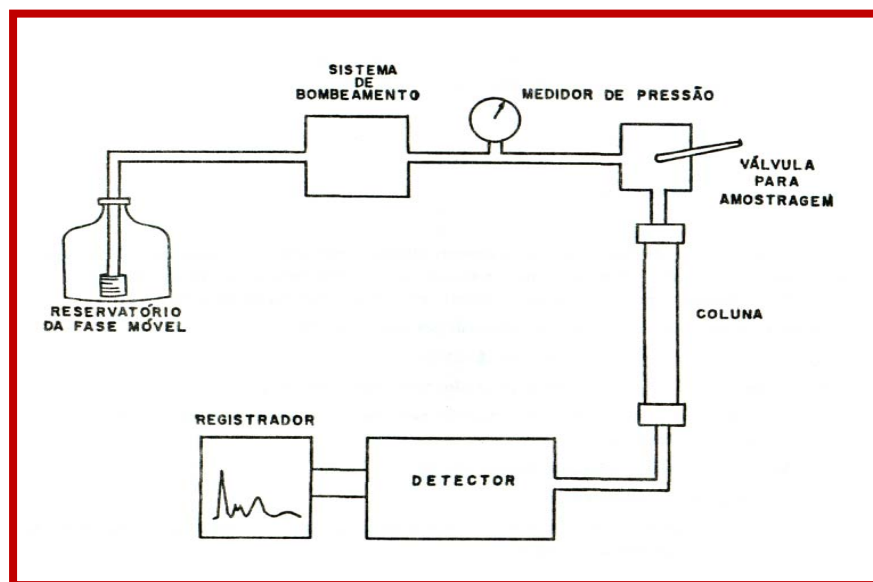 SISTEMA
DE
BOMBEAMENTO
MEDIDOR DE PRESSÃO
VÁLVULA
PARA
AMOSTRAGEM
RESERVATÓRIO
DA FASE MÓVEL
COLUNA
REGISTRADOR
DETECTOR